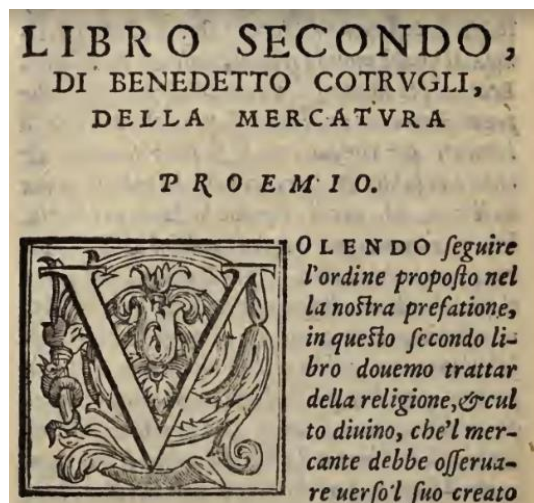 LIBRO SECONDO,
DI BENEDETTO COTRVGLI,
DELLA MERCATVRA
PROEMIO.
VOLENDO ſeguire
l'ordine propoſto nel
la noſtra prefatione,
in queſto ſecondo li-
bro douemo trattar
della religione, & cul
to diuino, che'l mer-
cante debbe oſſerua-
re uerſo'l ſuo creato